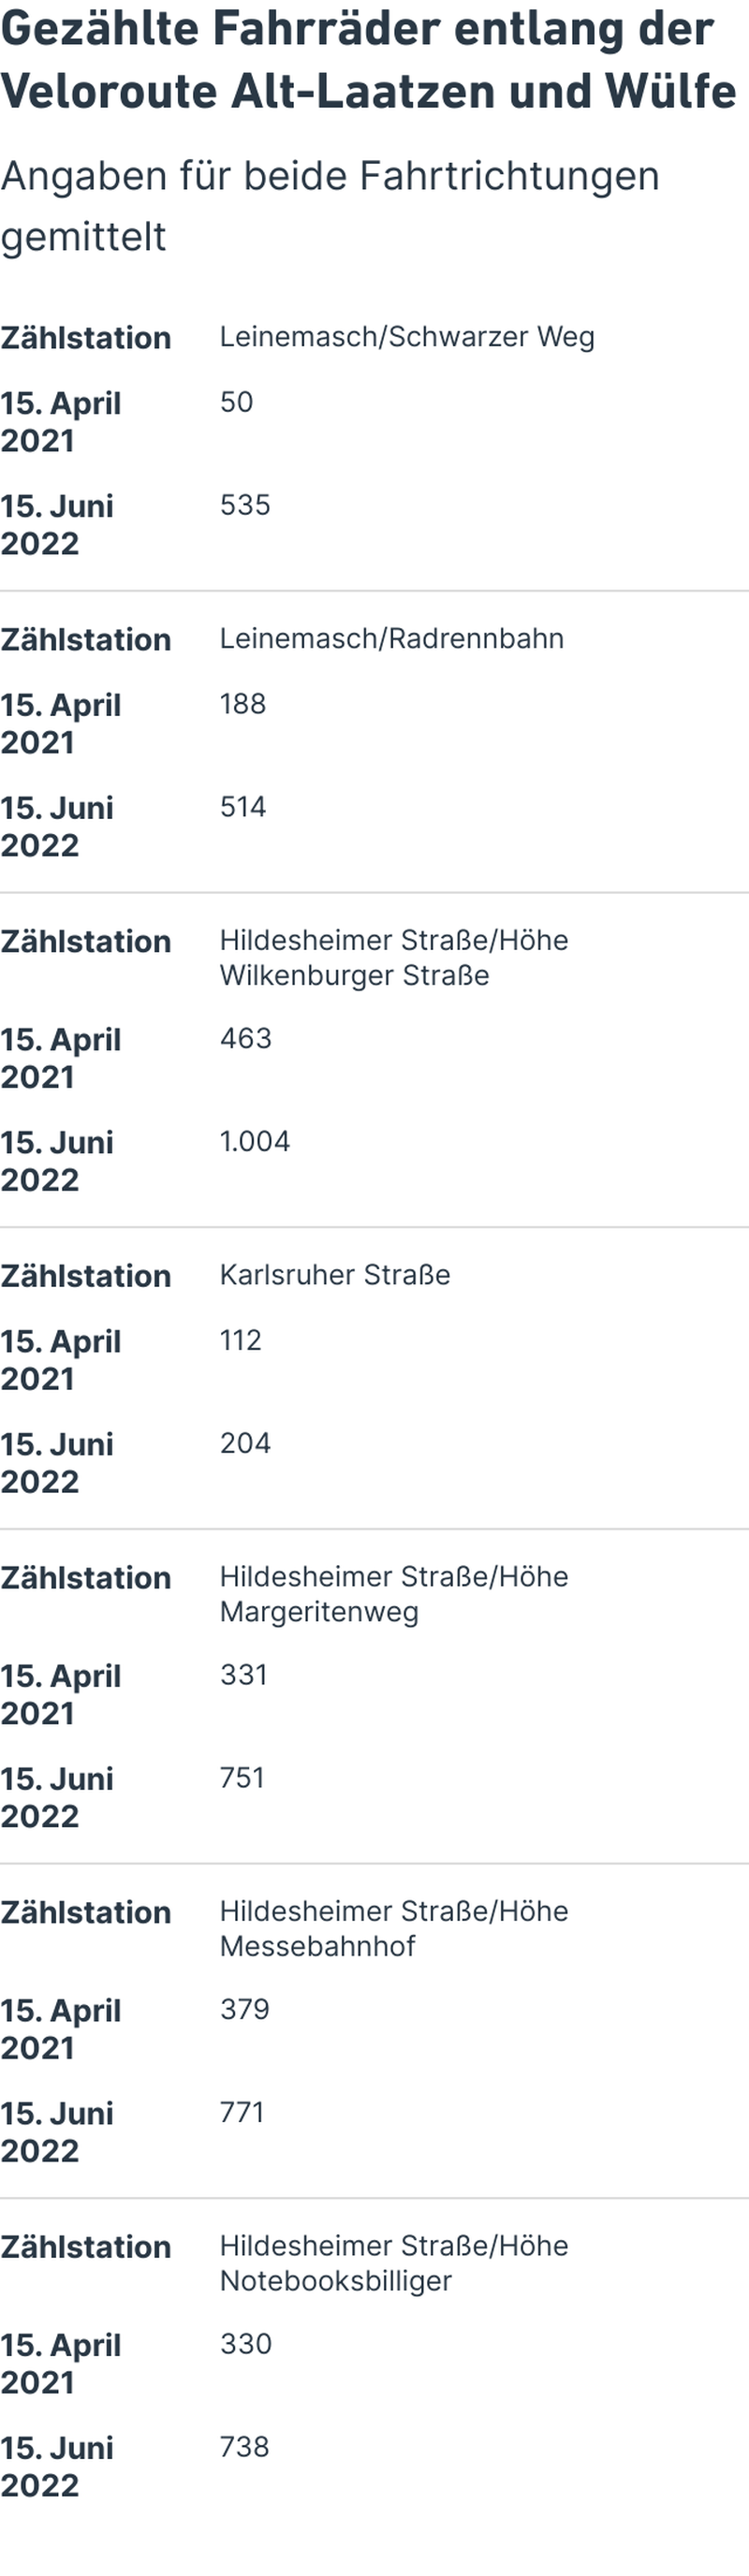 Gezählte Fahrräder entlang der
Veloroute Alt-Laatzen und Wülfe
Angaben für beide Fahrtrichtungen
gemittelt
Zählstation Leinemasch/Schwarzer Weg
15. April 50
2021
15. Juni 535
2022
Zählstation Leinemasch/Radrennbahn
15. April 188
2021
15. Juni 514
2022
Zählstation Hildesheimer Straße/Höhe
Wilkenburger Straße
15. April 463
2021
15. Juni 1.004
2022
Zählstation Karlsruher Straße
15. April 112
2021
15. Juni 204
2022
Zählstation Hildesheimer Straße/Höhe
Margeritenweg
15. April 331
2021
15. Juni 751
2022
Zählstation Hildesheimer Straße/Höhe
Messebahnhof
15. April 379
2021
15. Juni 771
2022
Zählstation Hildesheimer Straße/Höhe
Notebooksbilliger
15. April 330
2021
15. Juni 738
2022